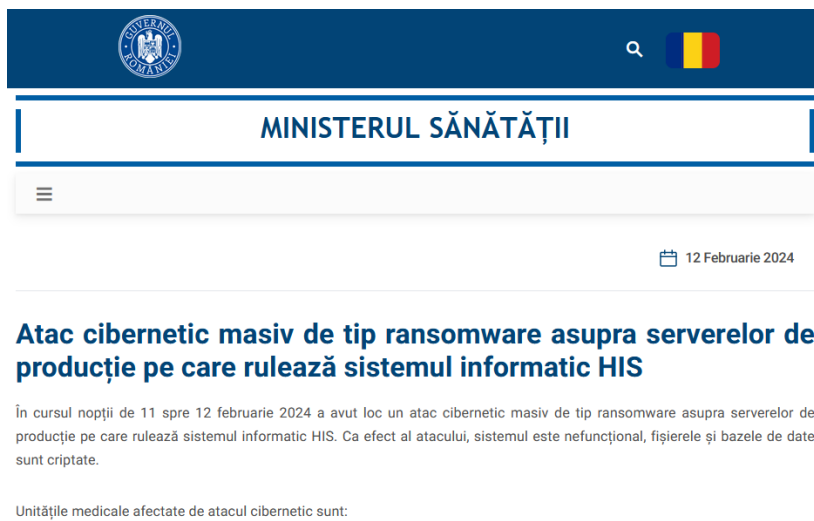 GUVERNUL ROMÂNIEI
MINISTERUL SĂNĂTĂȚII
12 Februarie 2024
Atac cibernetic masiv de tip ransomware asupra serverelor de
producție pe care rulează sistemul informatic HIS
În cursul nopții de 11 spre 12 februarie 2024 a avut loc un atac cibernetic masiv de tip ransomware asupra serverelor de
producție pe care rulează sistemul informatic HIS. Ca efect al atacului, sistemul este nefuncțional, fișierele și bazele de date
sunt criptate.
Unitățile medicale afectate de atacul cibernetic sunt: